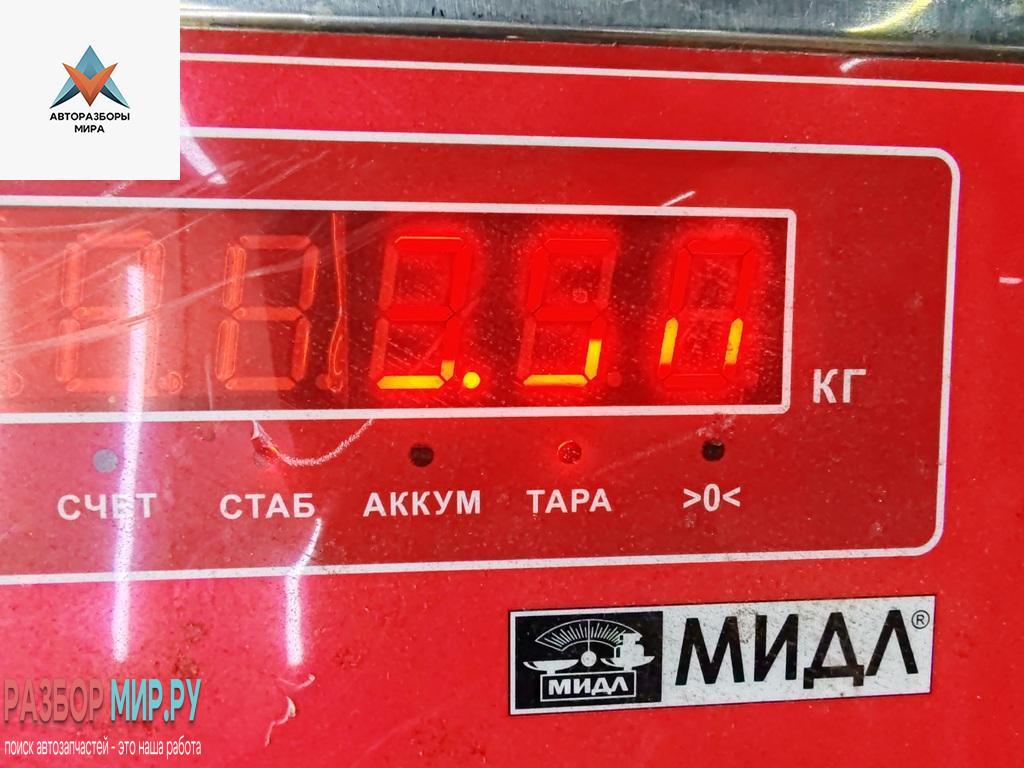 АВТОРАЗБОРЫ
МИРА
КГ
СЧЕТ СТАБ АККУМ ТАРА >0<
МИДЛ МИДЛ®
РАЗБОР МИР.РУ
поиск автозапчастей - это наша работа